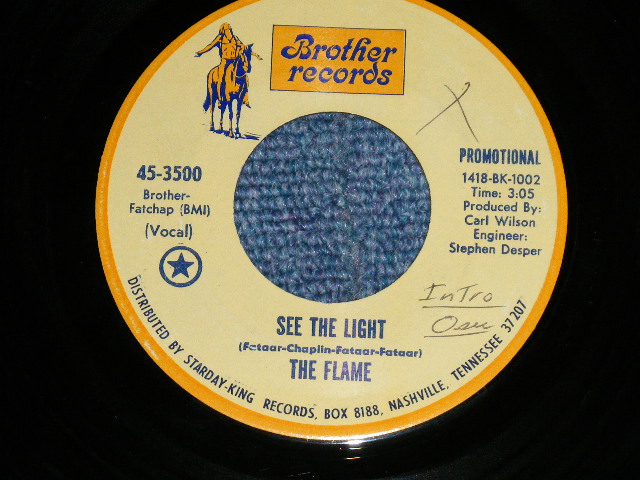 Brother
records
X
PROMOTIONAL
45-3500
Brother-
Fatchap (BMI)
(Vocal)
1418-BK-1002
Time: 3:05
Produced By:
Carl Wilson
Engineer:
Stephen Desper
InTro
SEE THE LIGHT
(Fataar-Chaplin-Fataar-Fataar)
THE FLAME
DISTRIBUTED BY STARDAY-KING RECORDS, BOX 8188, NASHVILLE, TENNESSEE 37207